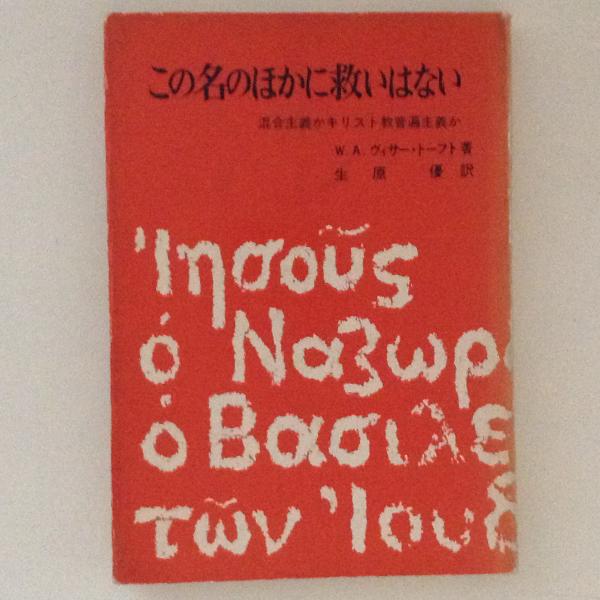 この名のほかに救いはない
混合主義かキリスト教普遍主義か
W. A. ヴィサー・トーフト 著
生原 優 訳
Ἰησοῦς
ὁ Ναζωρ
ὁ Βασιλε
τῶν Ἰουδ